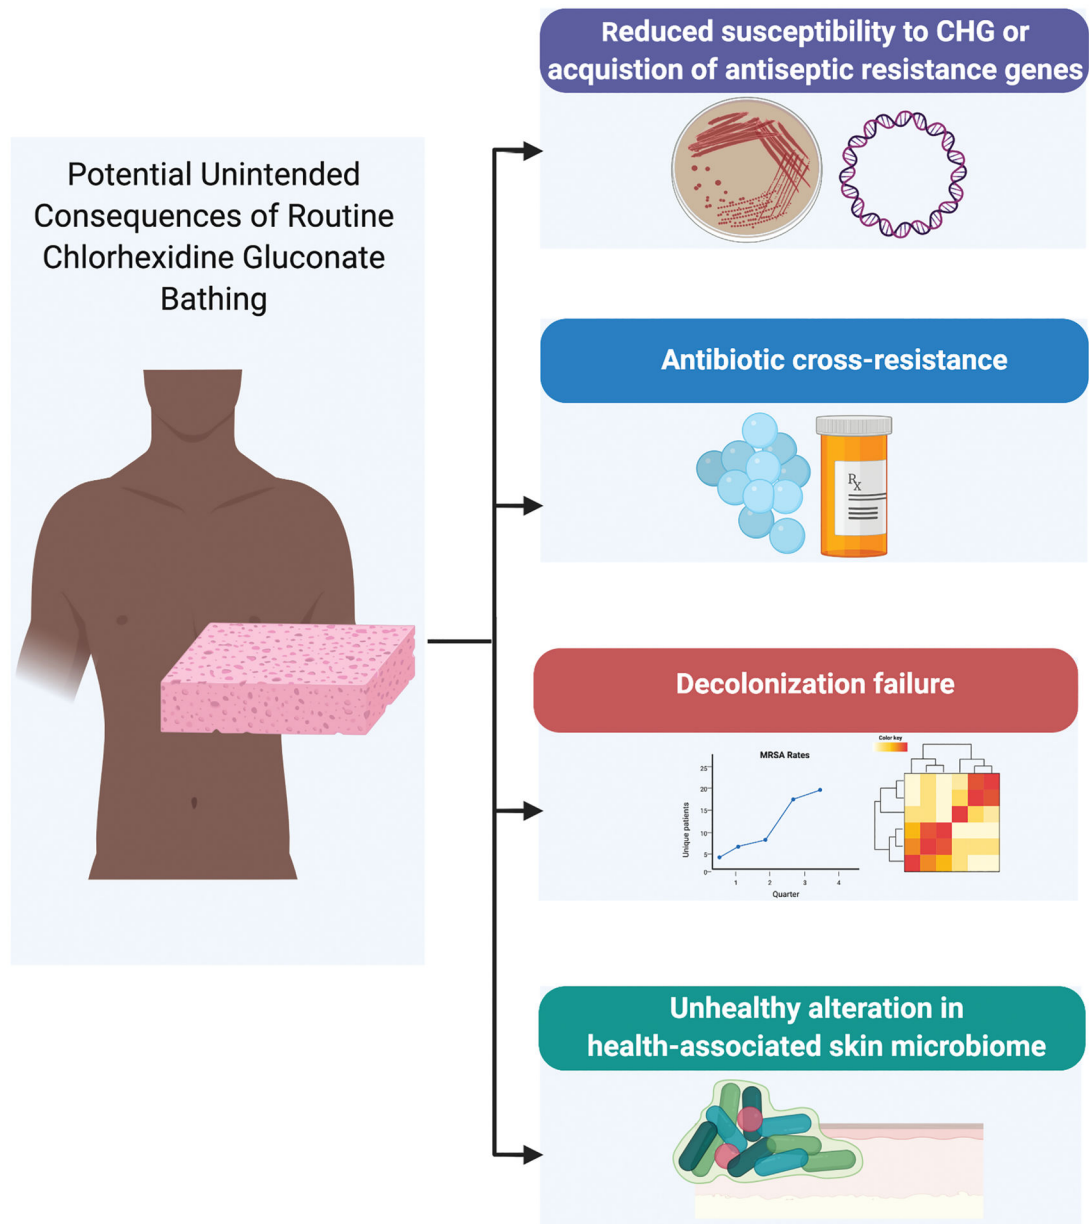 Potential Unintended
Consequences of Routine
Chlorhexidine Gluconate
Bathing
Reduced susceptibility to CHG or
acquistion of antiseptic resistance genes
Antibiotic cross-resistance
Rx
Decolonization failure
MRSA Rates
Unique patients
25
20
15
10
5
0
1 2 3 4
Quarter
Color key
Unhealthy alteration in
health-associated skin microbiome